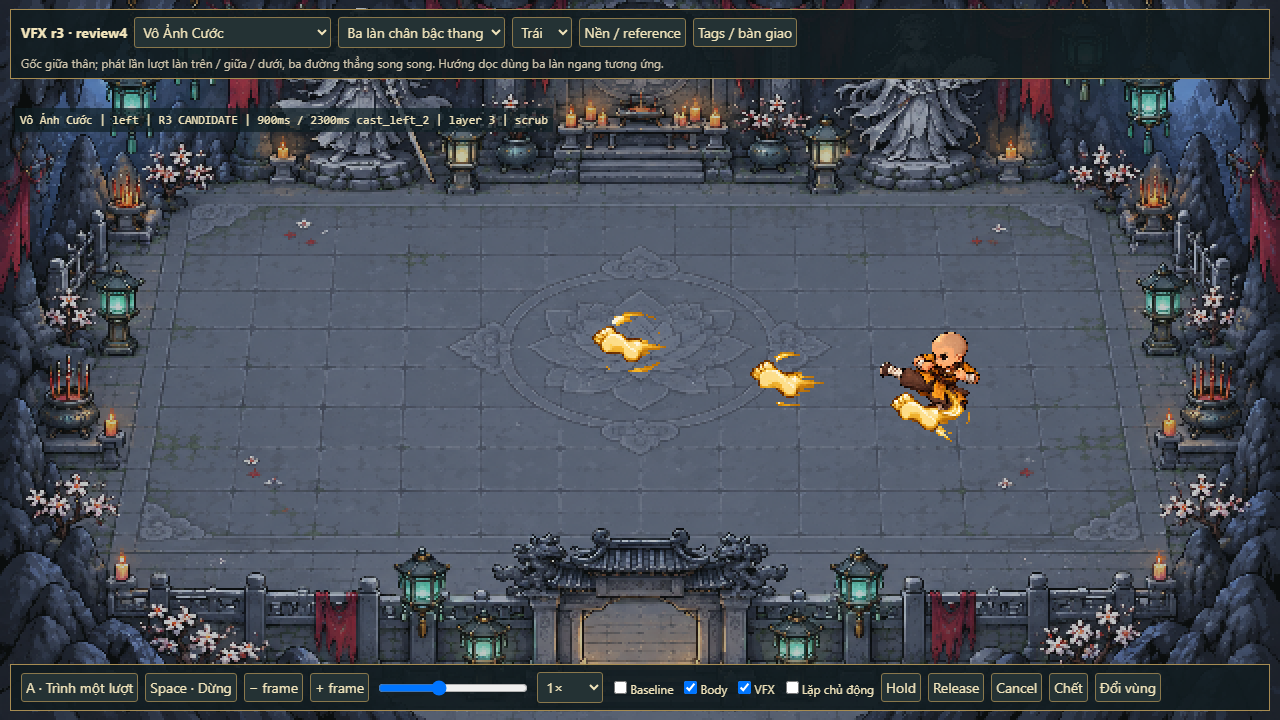 VFX r3 · review4 Vô Ảnh Cước Ba làn chân bậc thang Trái Nền / reference Tags / bàn giao
Gốc giữa thân; phát lần lượt làn trên / giữa / dưới, ba đường thẳng song song. Hướng dọc dùng ba làn ngang tương ứng.
Vô Ảnh Cước | left | R3 CANDIDATE | 900ms / 2300ms cast_left_2 | layer 3 | scrub
A · Trình một lượt Space · Dừng − frame + frame 1× Baseline Body VFX Lặp chủ động Hold Release Cancel Chết Đổi vùng